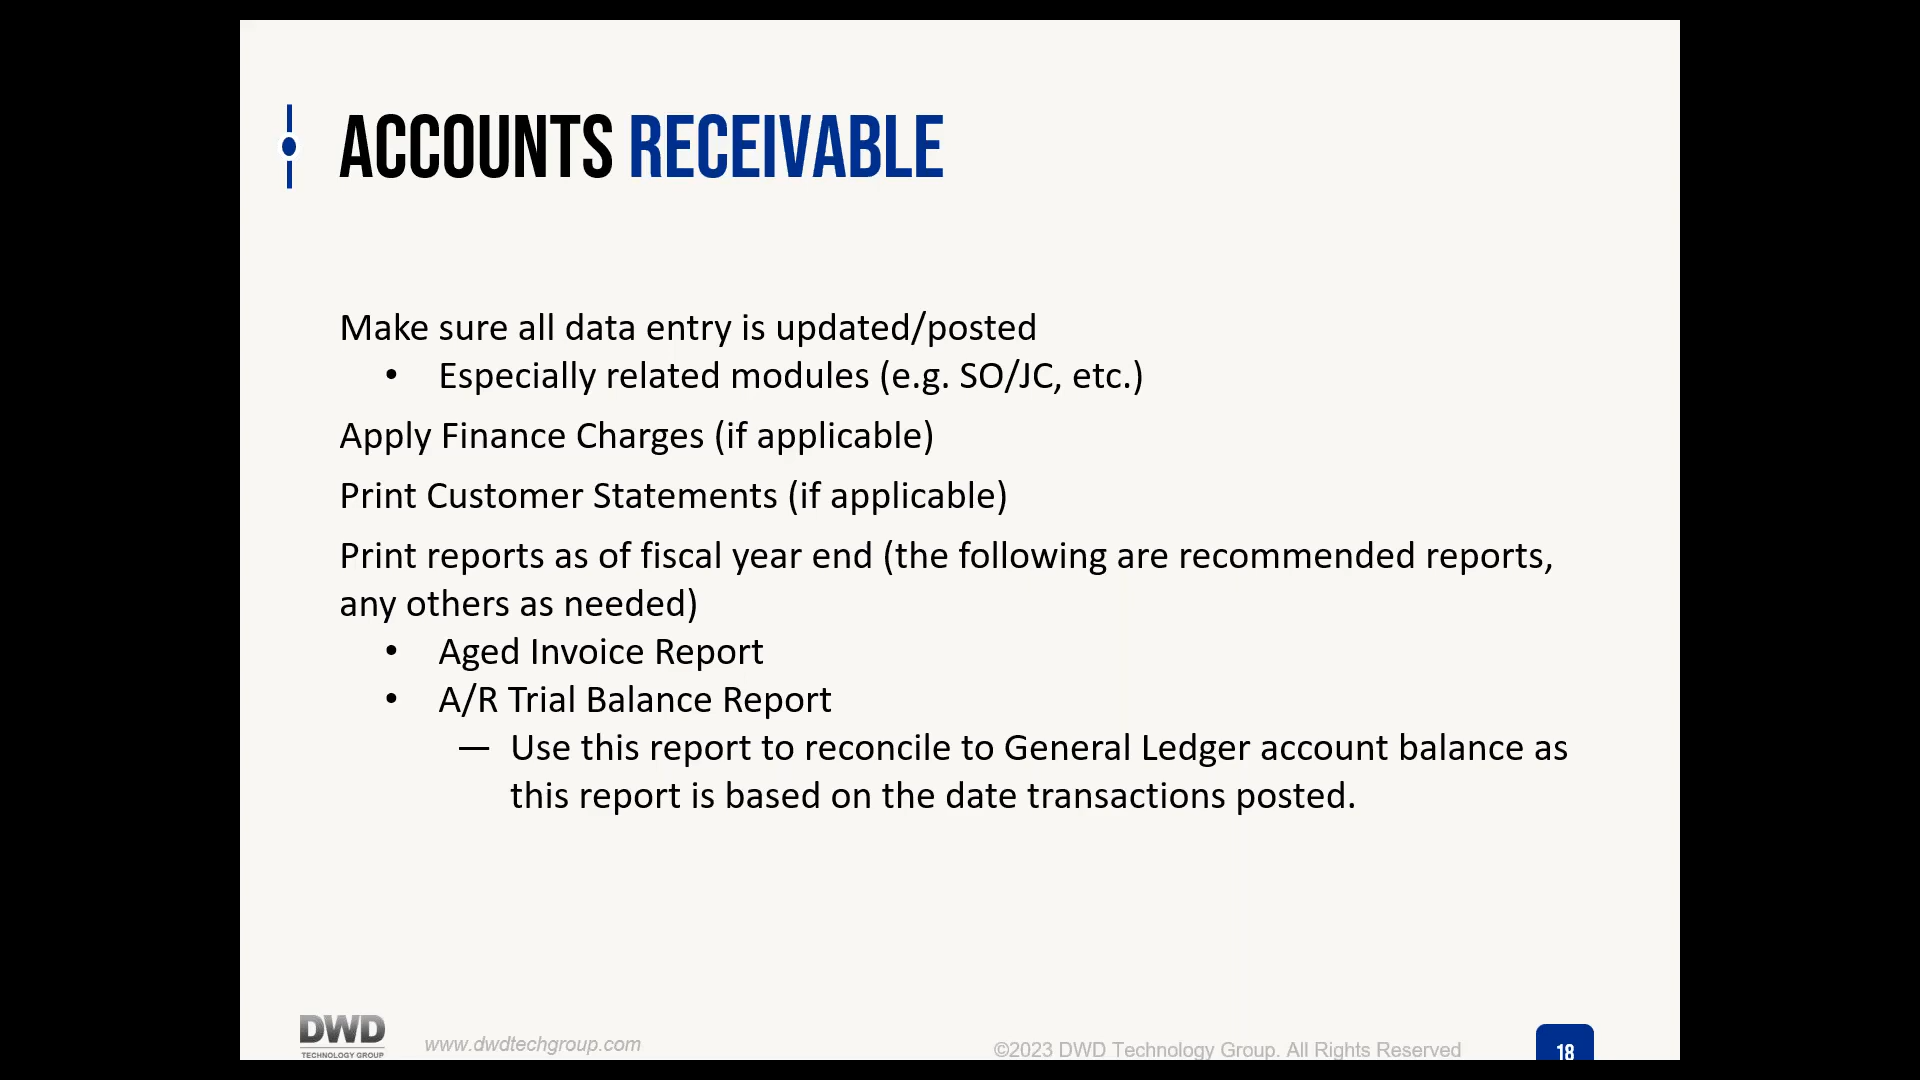 ACCOUNTS RECEIVABLE
Make sure all data entry is updated/posted
• Especially related modules (e.g. SO/JC, etc.)
Apply Finance Charges (if applicable)
Print Customer Statements (if applicable)
Print reports as of fiscal year end (the following are recommended reports,
any others as needed)
• Aged Invoice Report
• A/R Trial Balance Report
— Use this report to reconcile to General Ledger account balance as
this report is based on the date transactions posted.
DWD
TECHNOLOGY GROUP
www.dwdtechgroup.com
©2023 DWD Technology Group. All Rights Reserved
18